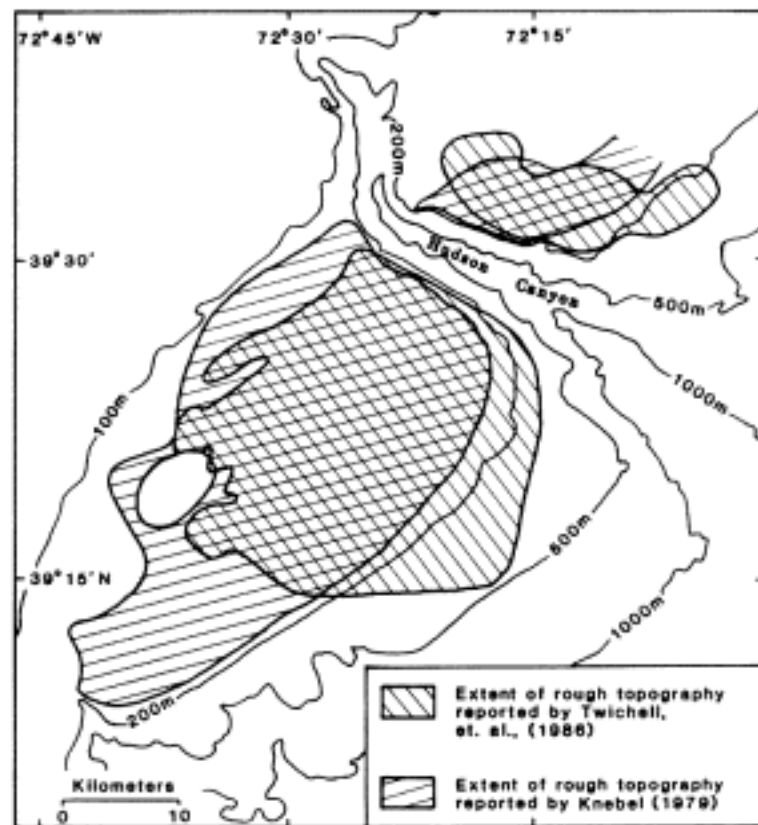 72°45'W
72°30'
72°15'
200m
39°30'
Hudson Canyon
500m
1000m
100m
500m
39°15'N
1000m
200m
Extent of rough topography
reported by Twichell,
et. al., (1986)
Kilometers
0 10
Extent of rough topography
reported by Knebel (1979)